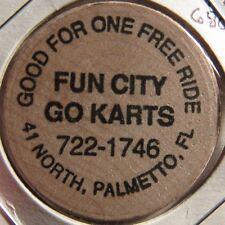 GOOD FOR ONE FREE RIDE
FUN CITY
GO KARTS
722-1746
41 NORTH, PALMETTO, FL